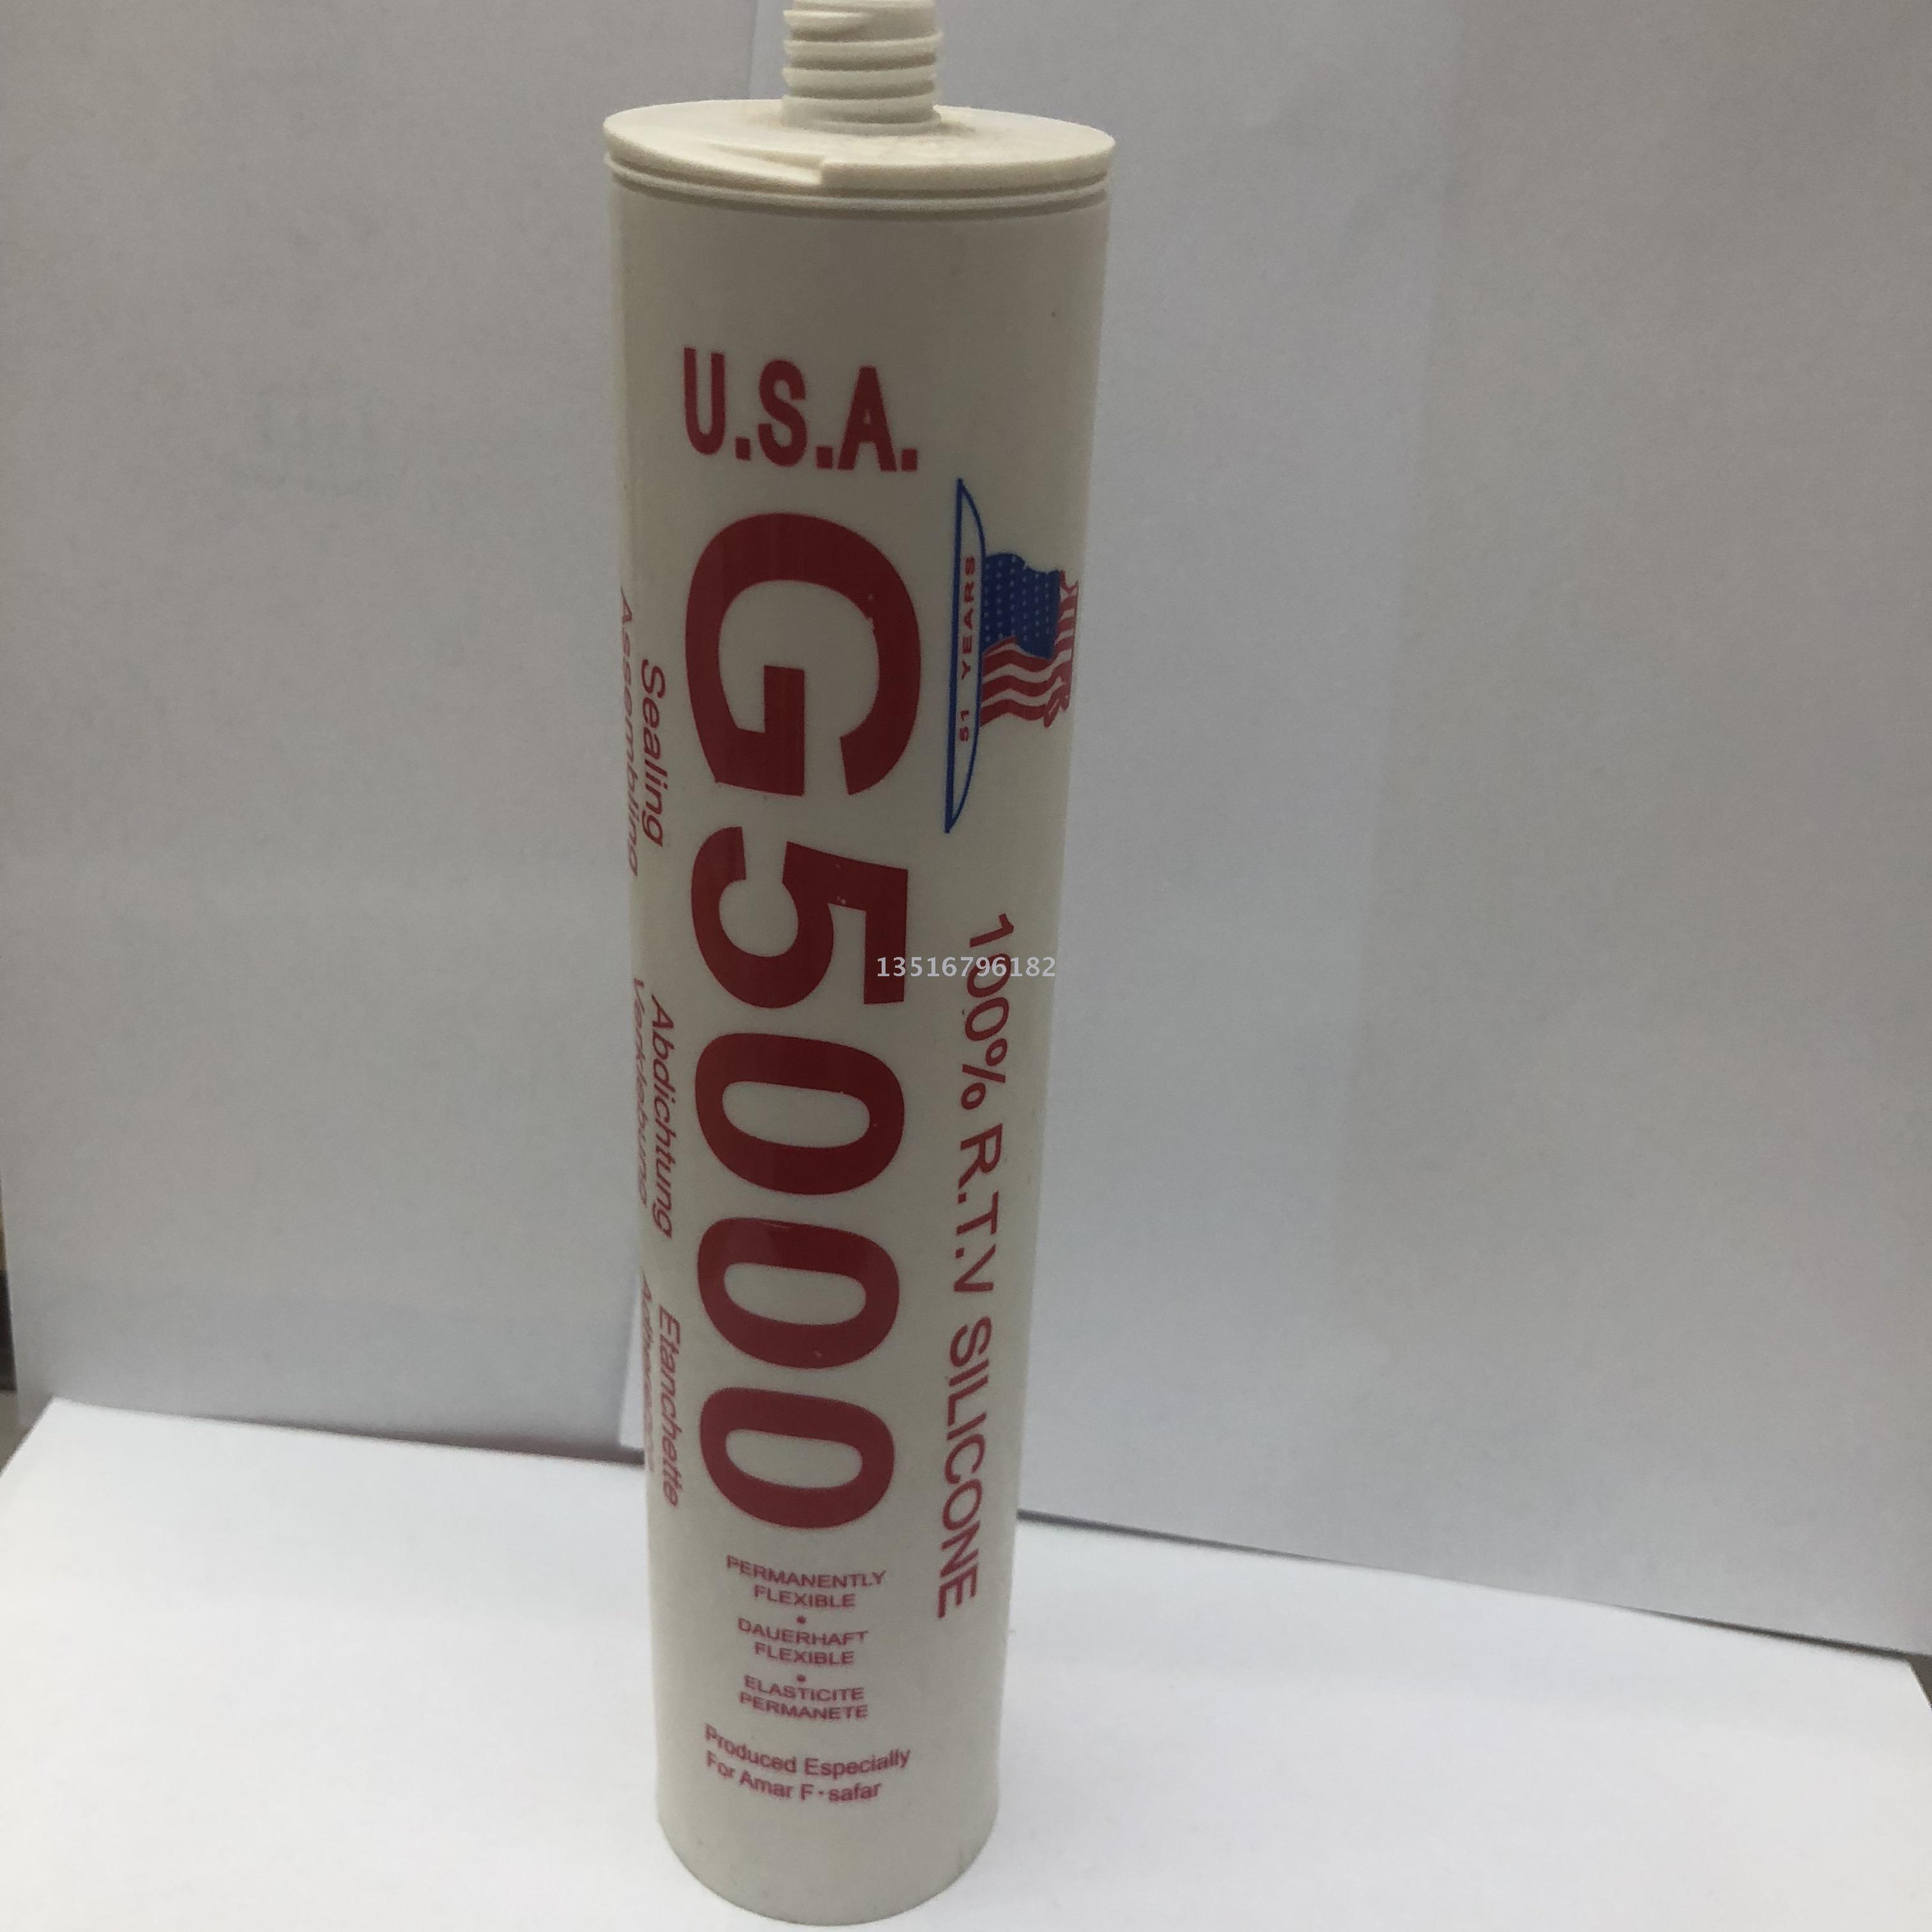 U.S.A.
G5000
51 YEARS
100% R.T.V SILICONE
Sealing Abdichtung Etanchette
Assembling Verklebung
PERMANENTLY
FLEXIBLE
•
DAUERHAFT
FLEXIBLE
•
ELASTICITE
PERMANETE
Produced Especially
For Amar F·safar
13516796182